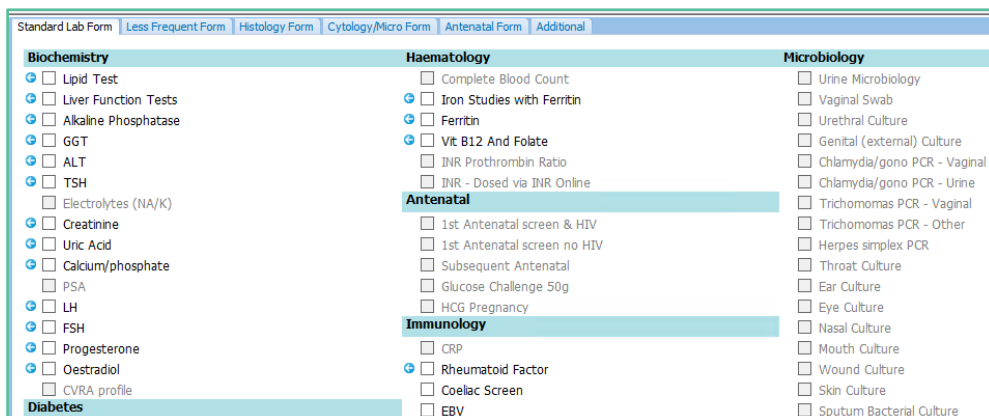 Standard Lab Form Less Frequent Form Histology Form Cytology/Micro Form Antenatal Form Additional
Biochemistry
Lipid Test
Liver Function Tests
Alkaline Phosphatase
GGT
ALT
TSH
Electrolytes (NA/K)
Creatinine
Uric Acid
Calcium/phosphate
PSA
LH
FSH
Progesterone
Oestradiol
CVRA profile
Diabetes
Haematology
Complete Blood Count
Iron Studies with Ferritin
Ferritin
Vit B12 And Folate
INR Prothrombin Ratio
INR - Dosed via INR Online
Antenatal
1st Antenatal screen & HIV
1st Antenatal screen no HIV
Subsequent Antenatal
Glucose Challenge 50g
HCG Pregnancy
Immunology
CRP
Rheumatoid Factor
Coeliac Screen
EBV
Microbiology
Urine Microbiology
Vaginal Swab
Urethral Culture
Genital (external) Culture
Chlamydia/gono PCR - Vaginal
Chlamydia/gono PCR - Urine
Trichomomas PCR - Vaginal
Trichomomas PCR - Other
Herpes simplex PCR
Throat Culture
Ear Culture
Eye Culture
Nasal Culture
Mouth Culture
Wound Culture
Skin Culture
Sputum Bacterial Culture